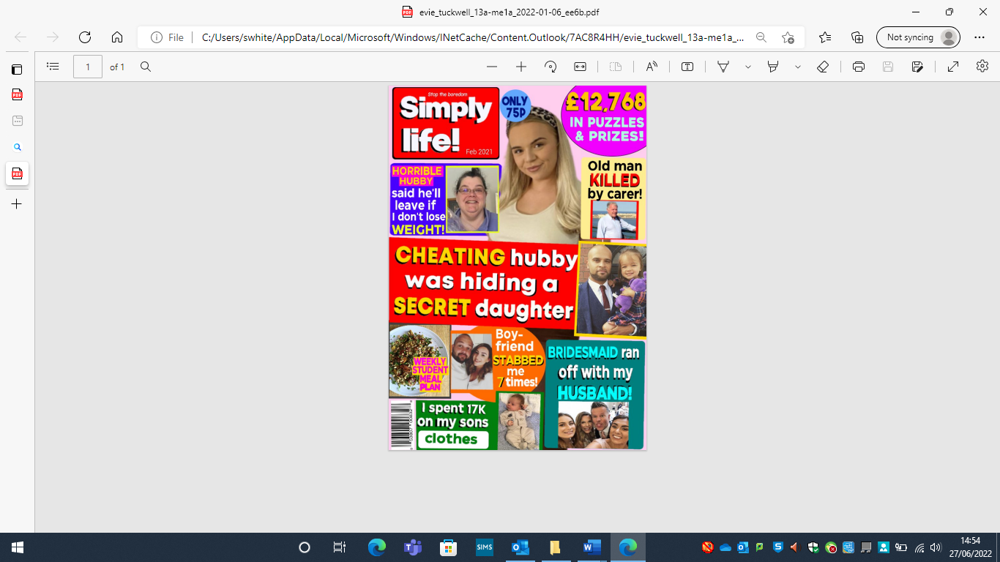 evie_tuckwell_13a-me1a_2022-01-06_ee6b.pdf
File
C:/Users/swhite/AppData/Local/Microsoft/Windows/INetCache/Content.Outlook/7AC8R4HH/evie_tuckwell_13a-me1a_...
Not syncing
1 of 1
Stop the boredom
Simply
life!
Feb 2021
ONLY
75p
£12,768
IN PUZZLES
& PRIZES!
HORRIBLE
HUBBY
said he'll
leave if
I don't lose
WEIGHT!
Old man
KILLED
by carer!
CHEATING hubby
was hiding a
SECRET daughter
WEEKLY
STUDENT
MEAL
PLAN
Boy-
friend
STABBED
me
7 times!
BRIDESMAID ran
off with my
HUSBAND!
I spent 17K
on my sons
clothes
SIMS
14:54
27/06/2022